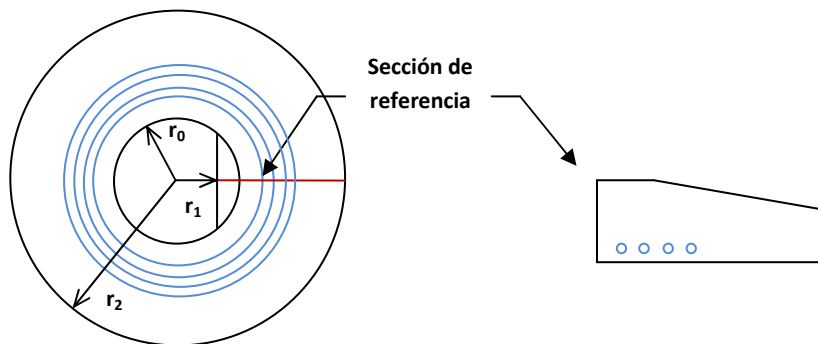 Sección de
referencia
r0
r1
r2